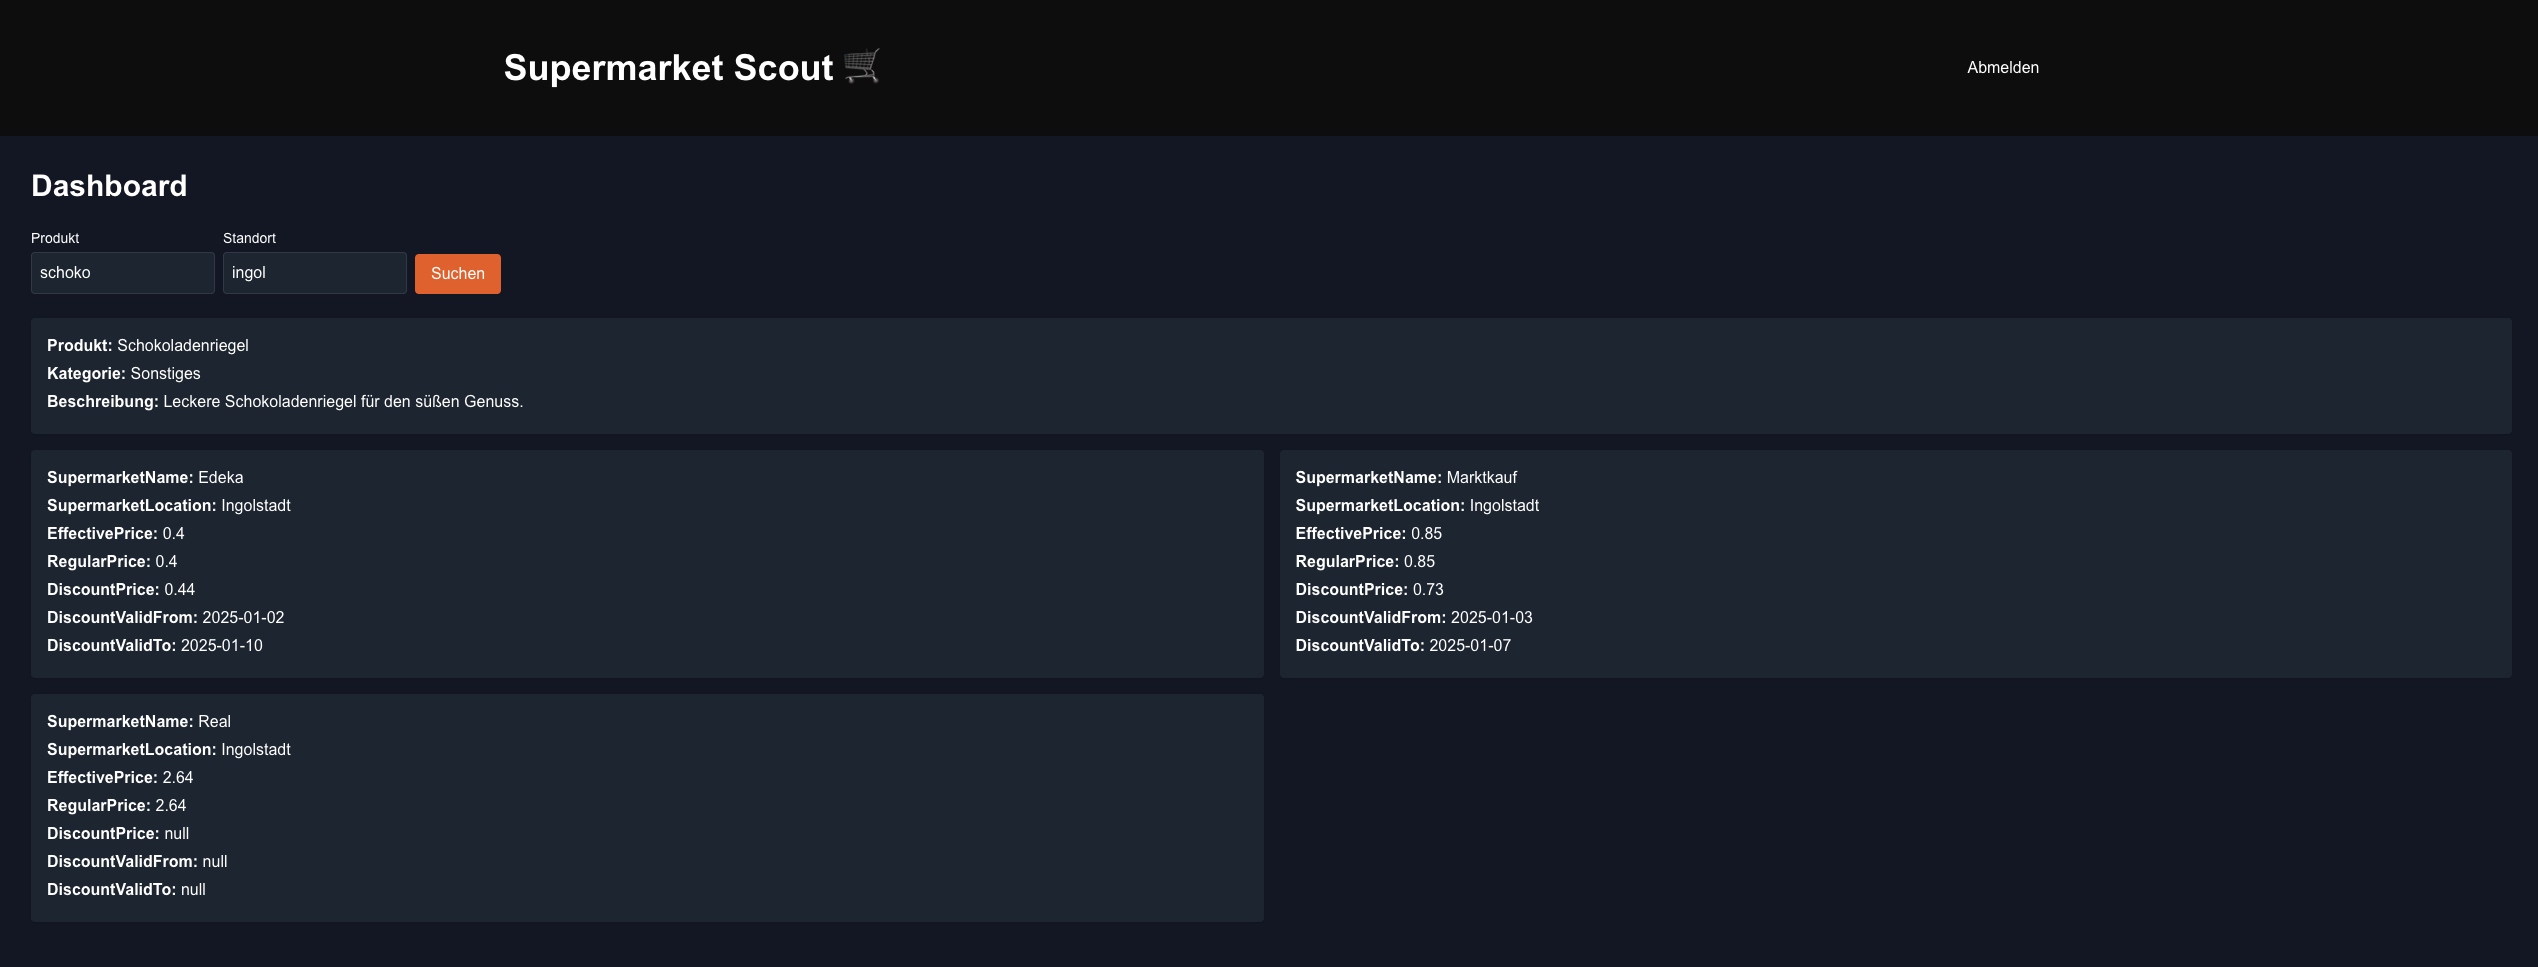 Supermarket Scout
Abmelden
Dashboard
Produkt
Standort
schoko
ingol
Suchen
Produkt: Schokoladenriegel
Kategorie: Sonstiges
Beschreibung: Leckere Schokoladenriegel für den süßen Genuss.
SupermarketName: Edeka
SupermarketLocation: Ingolstadt
EffectivePrice: 0.4
RegularPrice: 0.4
DiscountPrice: 0.44
DiscountValidFrom: 2025-01-02
DiscountValidTo: 2025-01-10
SupermarketName: Marktkauf
SupermarketLocation: Ingolstadt
EffectivePrice: 0.85
RegularPrice: 0.85
DiscountPrice: 0.73
DiscountValidFrom: 2025-01-03
DiscountValidTo: 2025-01-07
SupermarketName: Real
SupermarketLocation: Ingolstadt
EffectivePrice: 2.64
RegularPrice: 2.64
DiscountPrice: null
DiscountValidFrom: null
DiscountValidTo: null